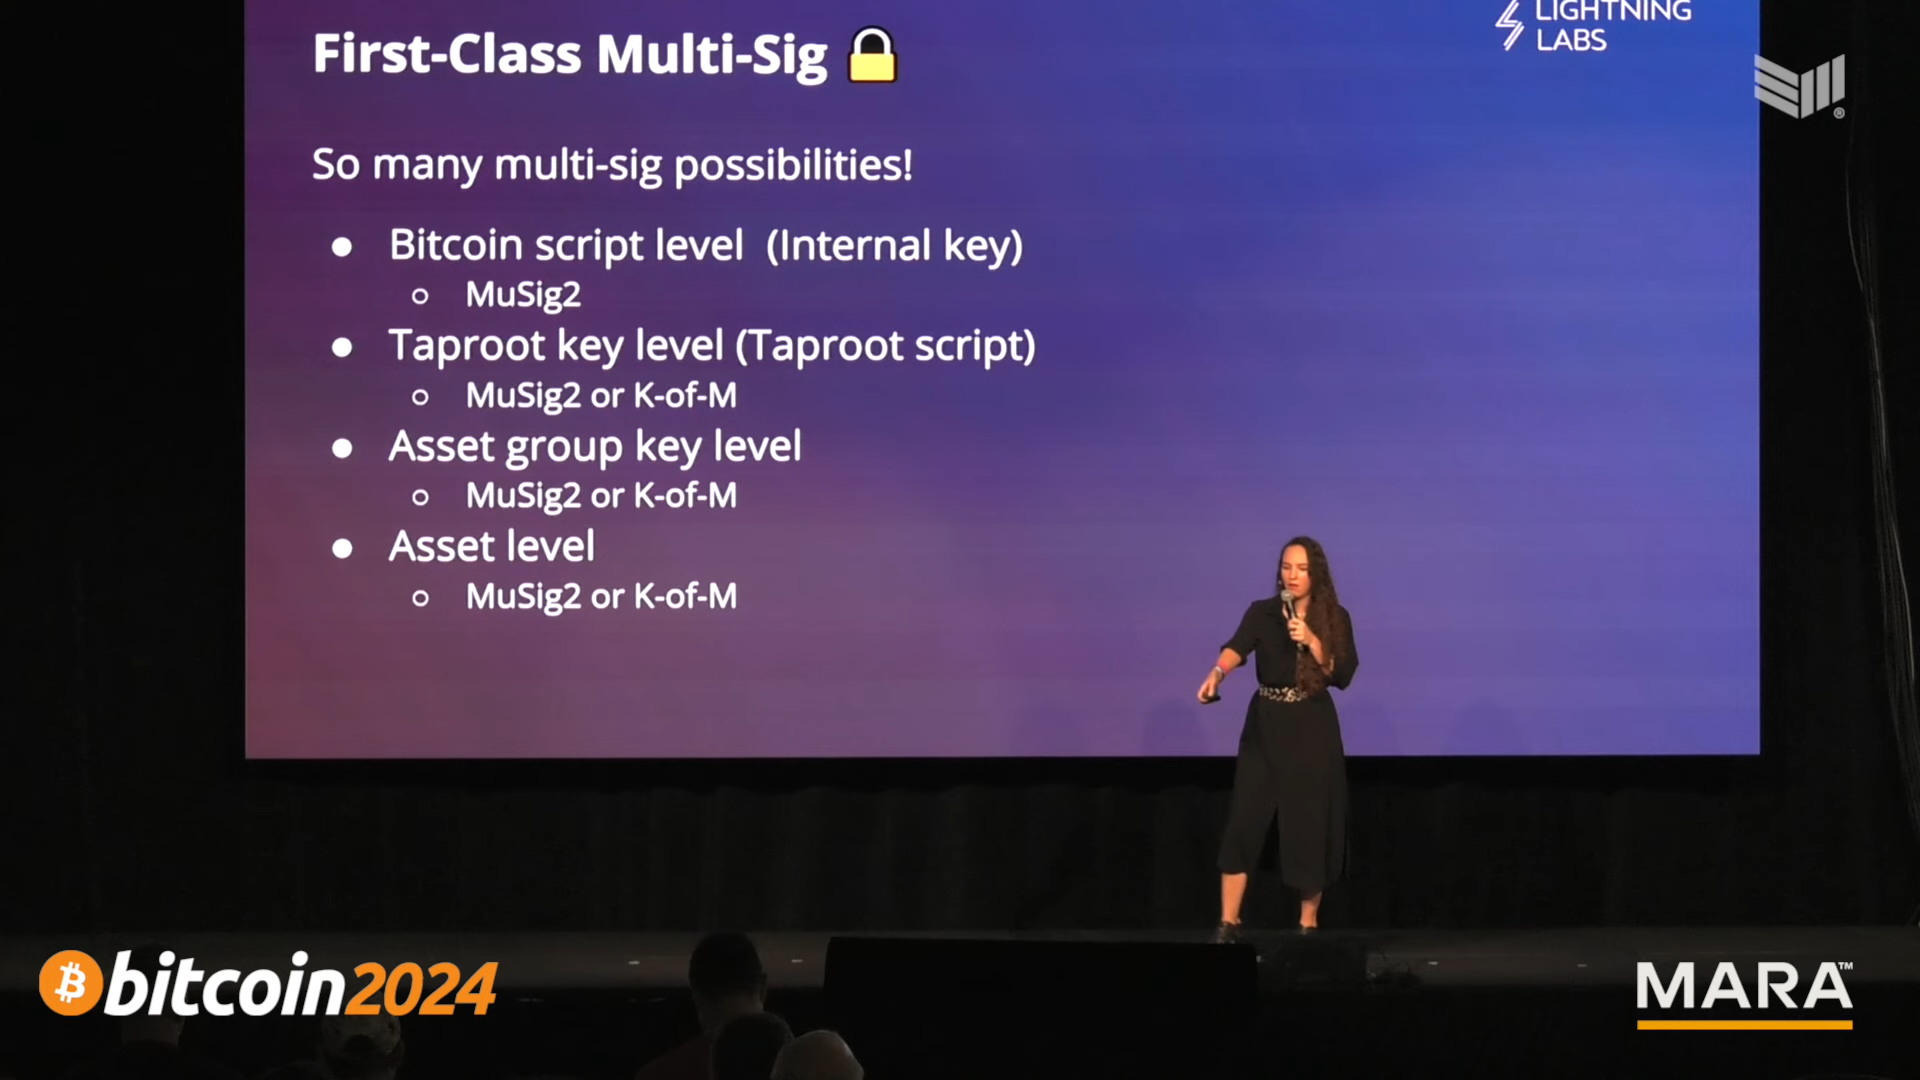 First-Class Multi-Sig
LIGHTNING
LABS
So many multi-sig possibilities!
Bitcoin script level (Internal key)
MuSig2
Taproot key level (Taproot script)
MuSig2 or K-of-M
Asset group key level
MuSig2 or K-of-M
Asset level
MuSig2 or K-of-M
bitcoin2024
MARA™